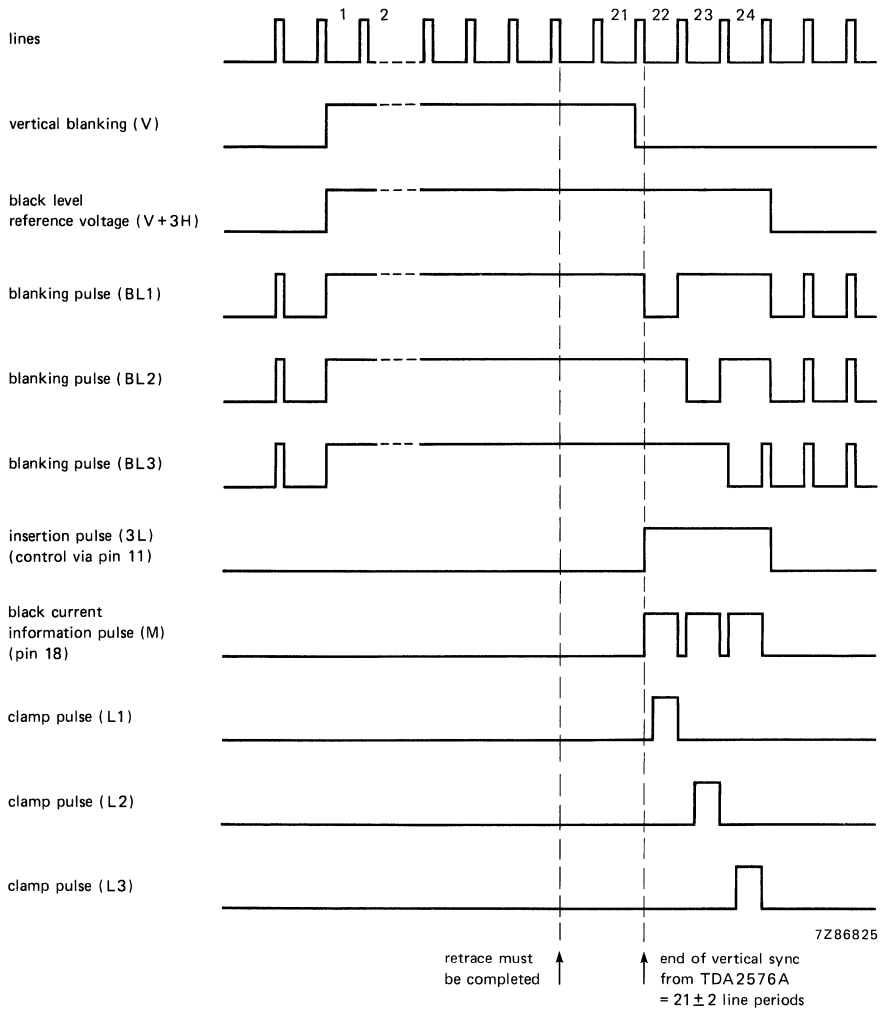 1 2 21 22 23 24
lines
vertical blanking (V)
black level
reference voltage (V+3H)
blanking pulse (BL1)
blanking pulse (BL2)
blanking pulse (BL3)
insertion pulse (3L)
(control via pin 11)
black current
information pulse (M)
(pin 18)
clamp pulse (L1)
clamp pulse (L2)
clamp pulse (L3)
7Z86825
retrace must
be completed
end of vertical sync
from TDA2576A
= 21 ± 2 line periods